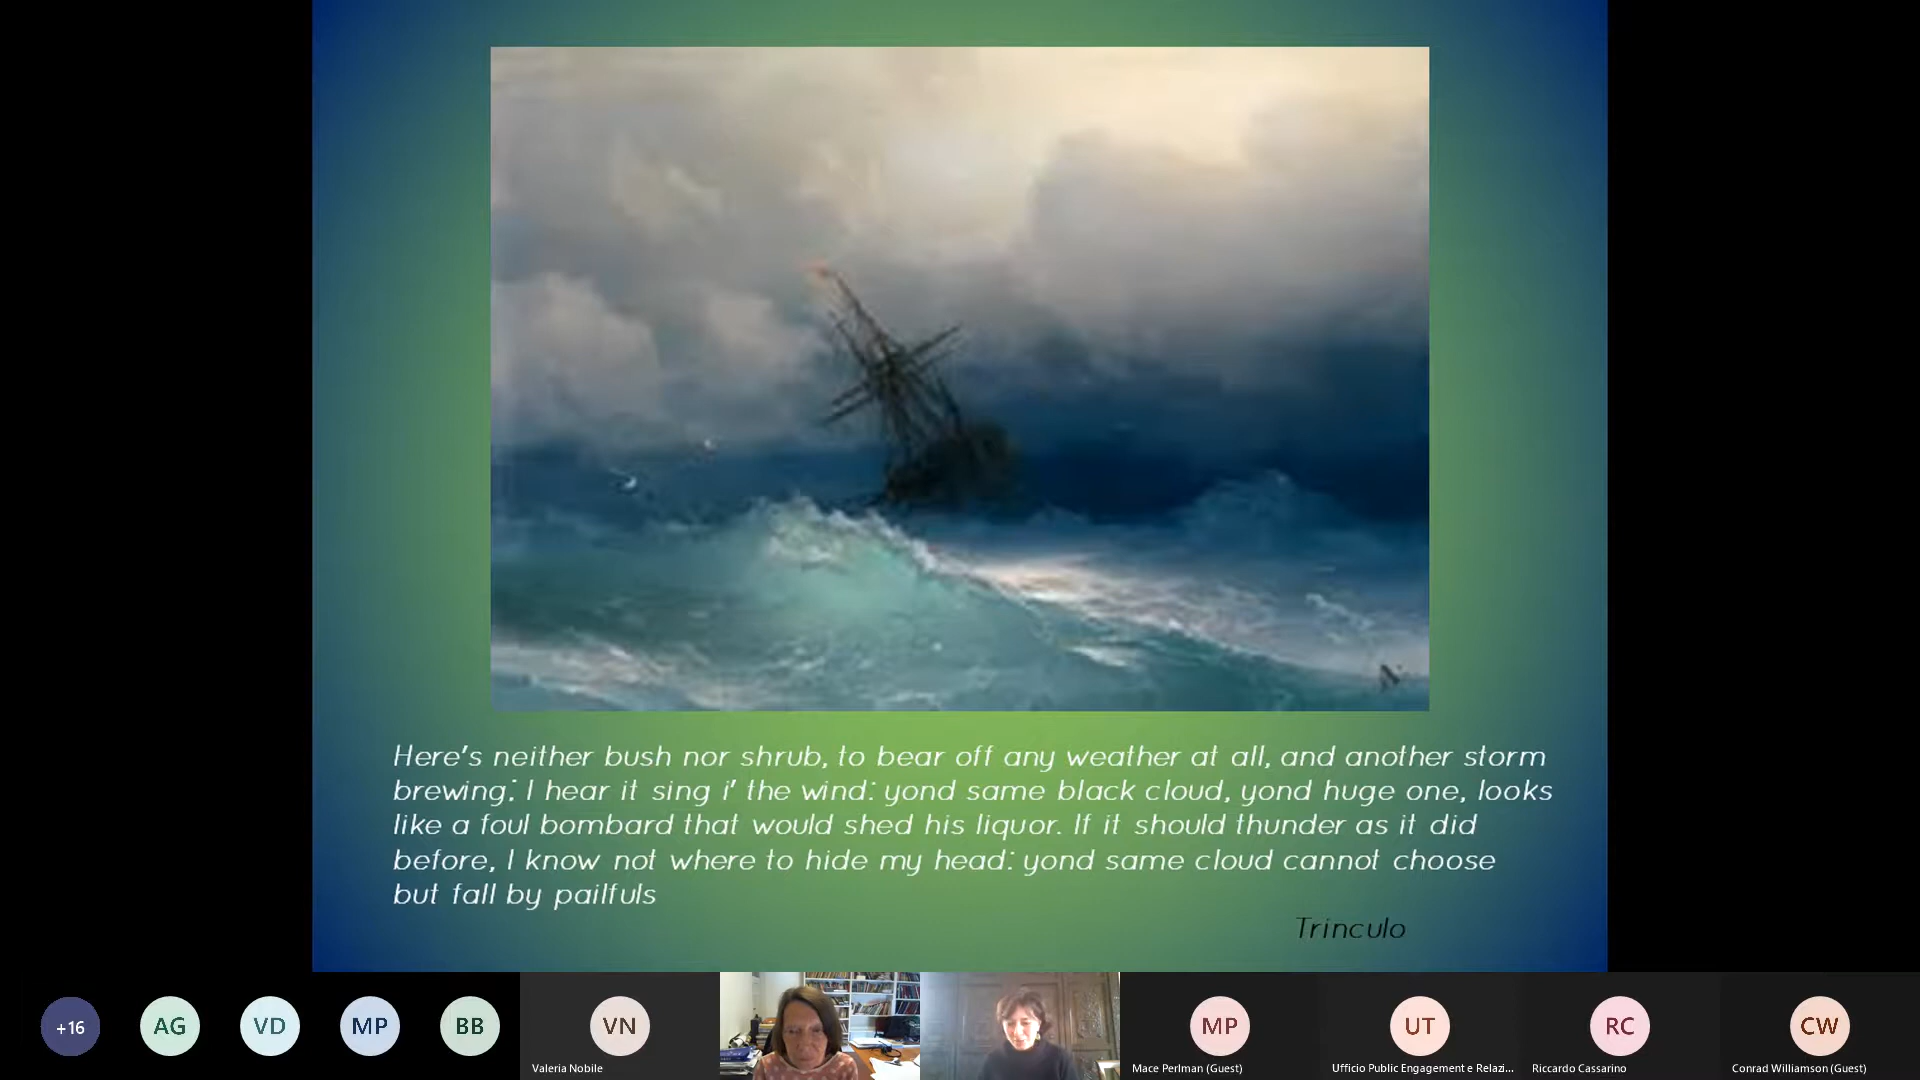 Here's neither bush nor shrub, to bear off any weather at all, and another storm
brewing; I hear it sing i' the wind: yond same black cloud, yond huge one, looks
like a foul bombard that would shed his liquor. If it should thunder as it did
before, I know not where to hide my head: yond same cloud cannot choose
but fall by pailfuls
Trinculo
+16
AG
VD
MP
BB
VN
Valeria Nobile
MP
Mace Perlman (Guest)
UT
Ufficio Public Engagement e Relazi...
RC
Riccardo Cassarino
CW
Conrad Williamson (Guest)